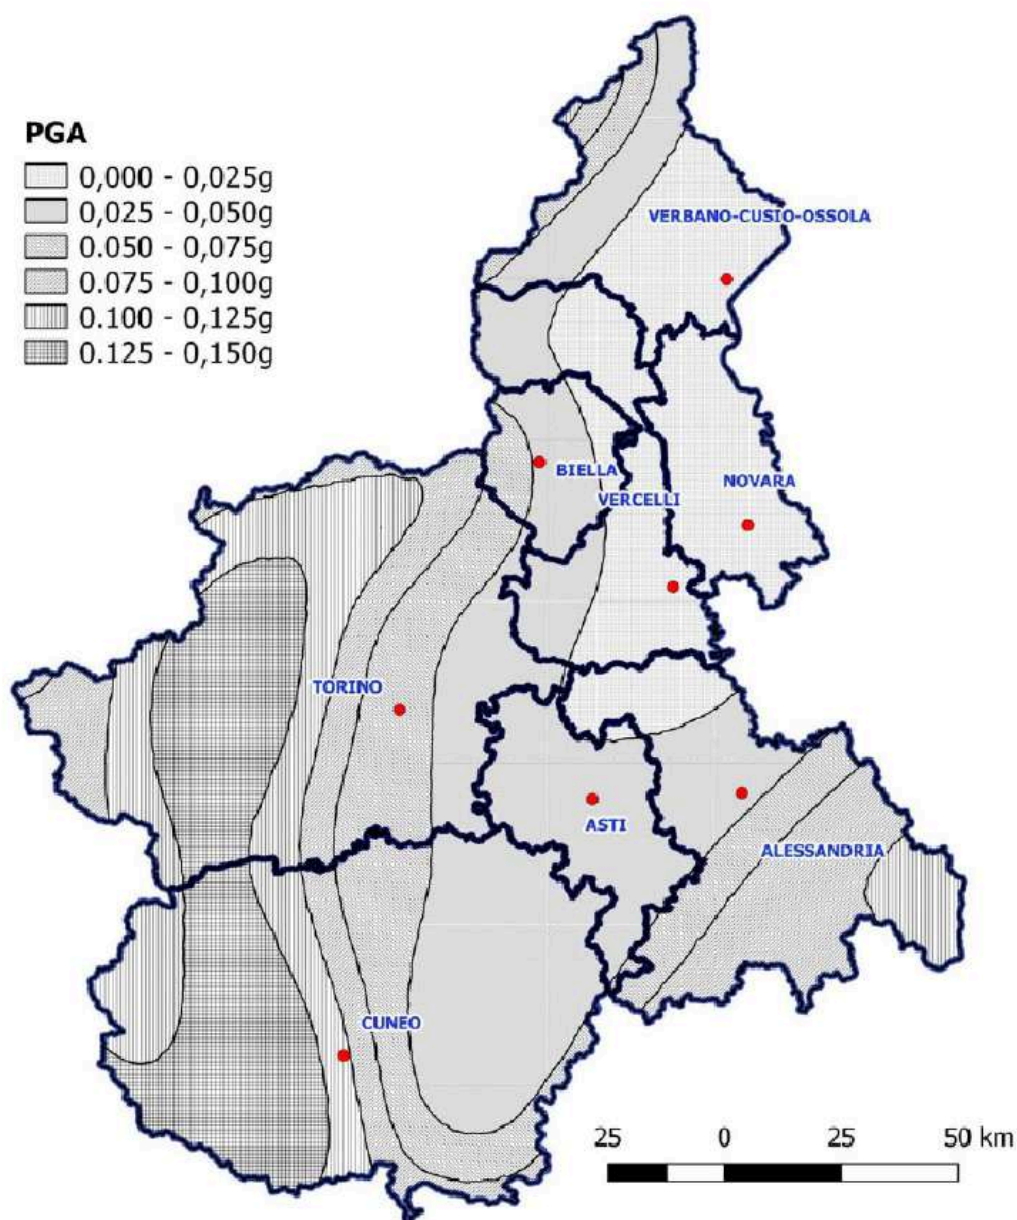 PGA
0,000 - 0,025g
0,025 - 0,050g
0.050 - 0,075g
0.075 - 0,100g
0.100 - 0,125g
0.125 - 0,150g
VERBANO-CUSIO-OSSOLA
BIELLA
VERCELLI
NOVARA
TORINO
ASTI
ALESSANDRIA
CUNEO
25 0 25 50 km